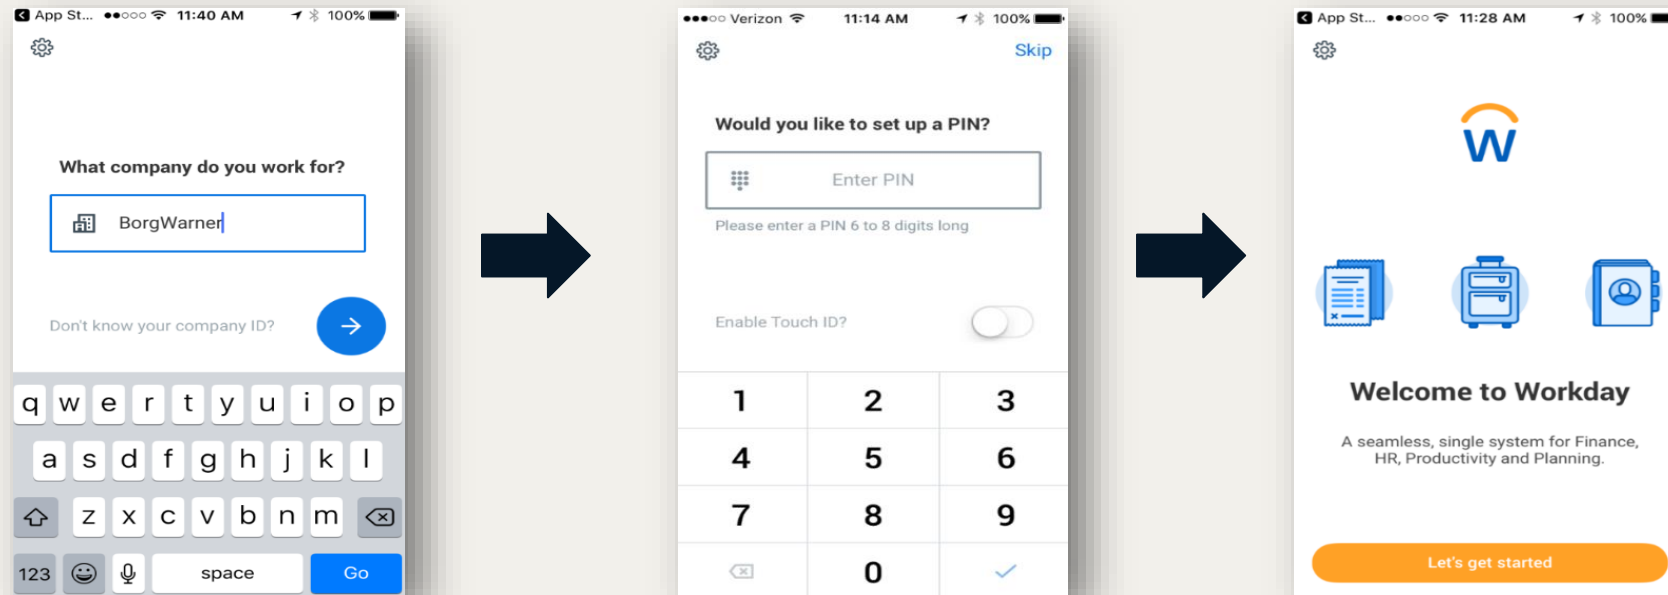 App St... 11:40 AM 100%
What company do you work for?
BorgWarner
Don't know your company ID?
q w e r t y u i o p
a s d f g h j k l
z x c v b n m
123 space Go
Verizon 11:14 AM 100%
Skip
Would you like to set up a PIN?
Enter PIN
Please enter a PIN 6 to 8 digits long
Enable Touch ID?
1 2 3
4 5 6
7 8 9
0
App St... 11:28 AM 100%
W
Welcome to Workday
A seamless, single system for Finance,
HR, Productivity and Planning.
Let's get started